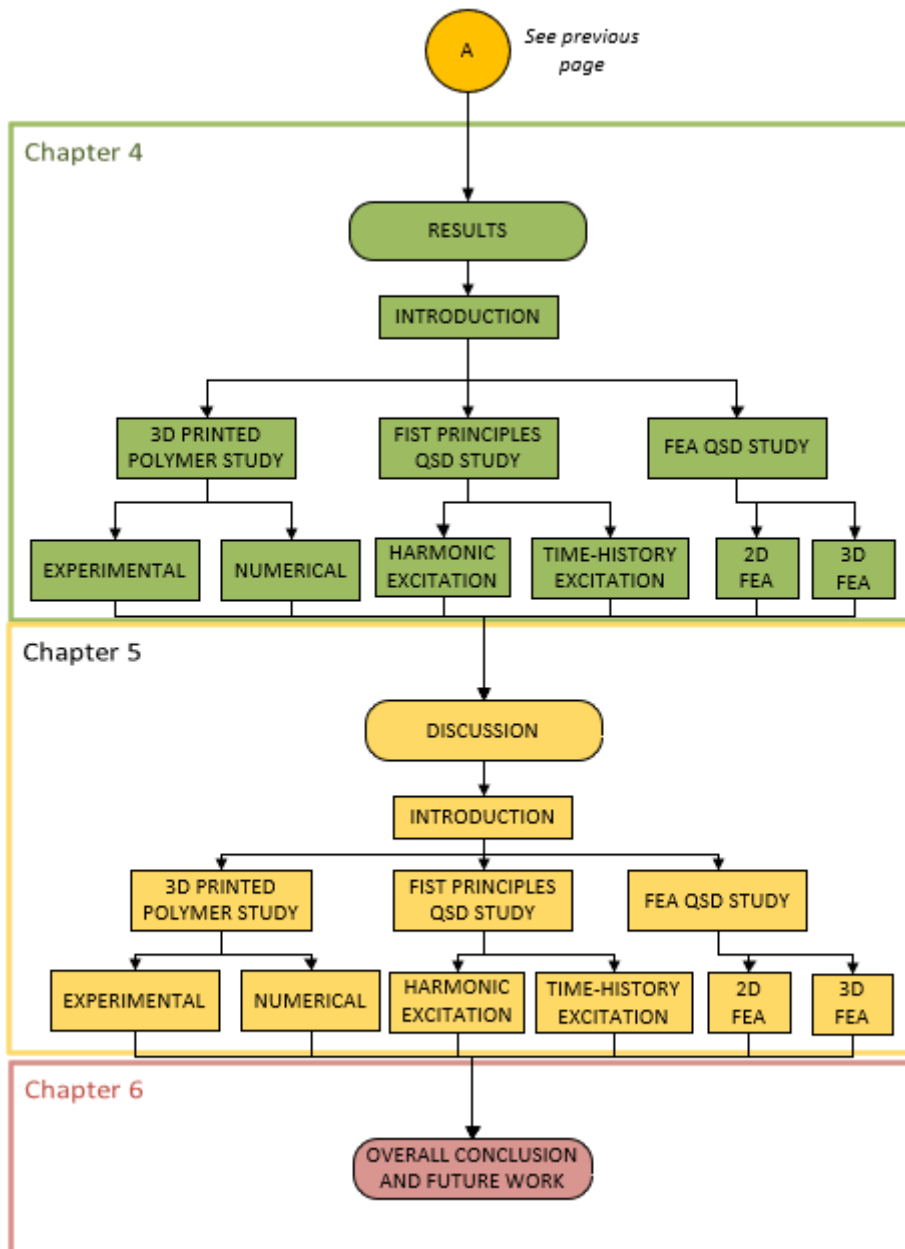 A
See previous
page
Chapter 4
RESULTS
INTRODUCTION
3D PRINTED
POLYMER STUDY
FIST PRINCIPLES
QSD STUDY
FEA QSD STUDY
EXPERIMENTAL
NUMERICAL
HARMONIC
EXCITATION
TIME-HISTORY
EXCITATION
2D
FEA
3D
FEA
Chapter 5
DISCUSSION
INTRODUCTION
3D PRINTED
POLYMER STUDY
FIST PRINCIPLES
QSD STUDY
FEA QSD STUDY
EXPERIMENTAL
NUMERICAL
HARMONIC
EXCITATION
TIME-HISTORY
EXCITATION
2D
FEA
3D
FEA
Chapter 6
OVERALL CONCLUSION
AND FUTURE WORK